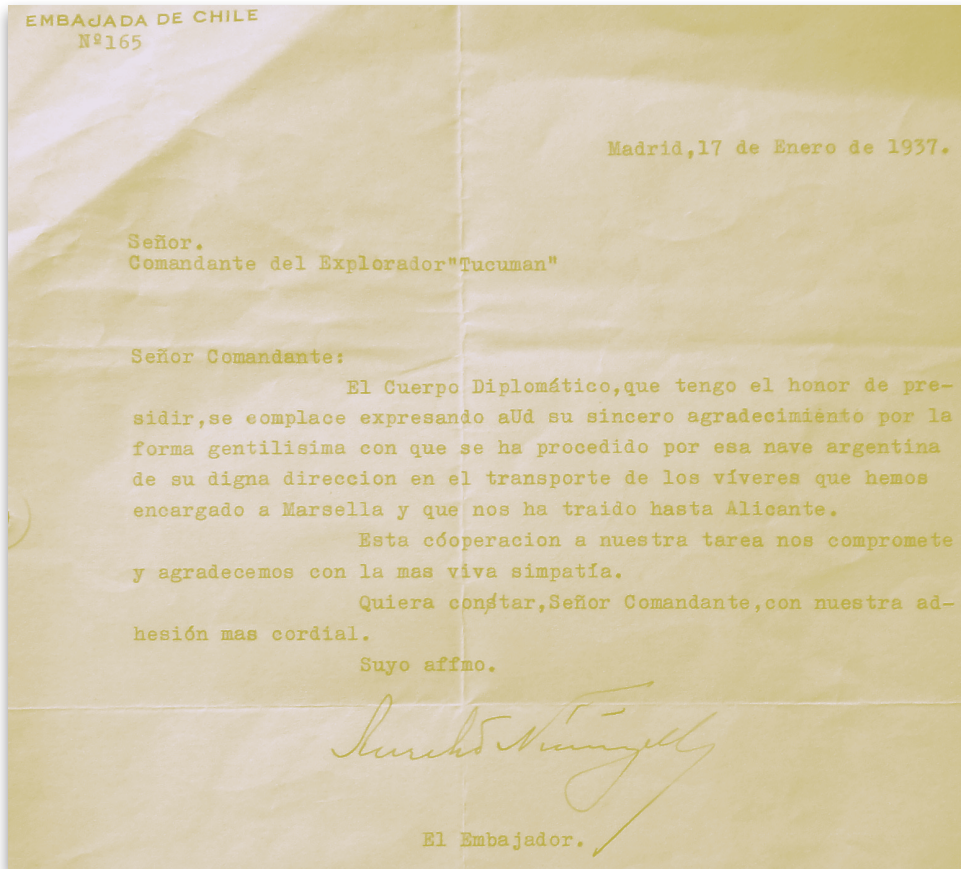 EMBAJADA DE CHILE
Nº165
Madrid,17 de Enero de 1937.
Señor.
Comandante del Explorador"Tucuman"
Señor Comandante:
El Cuerpo Diplomático,que tengo el honor de pre-
sidir,se complace expresando aUd su sincero agradecimiento por la
forma gentilisima con que se ha procedido por esa nave argentina
de su digna direccion en el transporte de los víveres que hemos
encargado a Marsella y que nos ha traido hasta Alicante.
Esta cóoperacion a nuestra tarea nos compromete
y agradecemos con la mas viva simpatía.
Quiera constar,Señor Comandante,con nuestra ad-
hesión mas cordial.
Suyo affmo.
El Embajador.